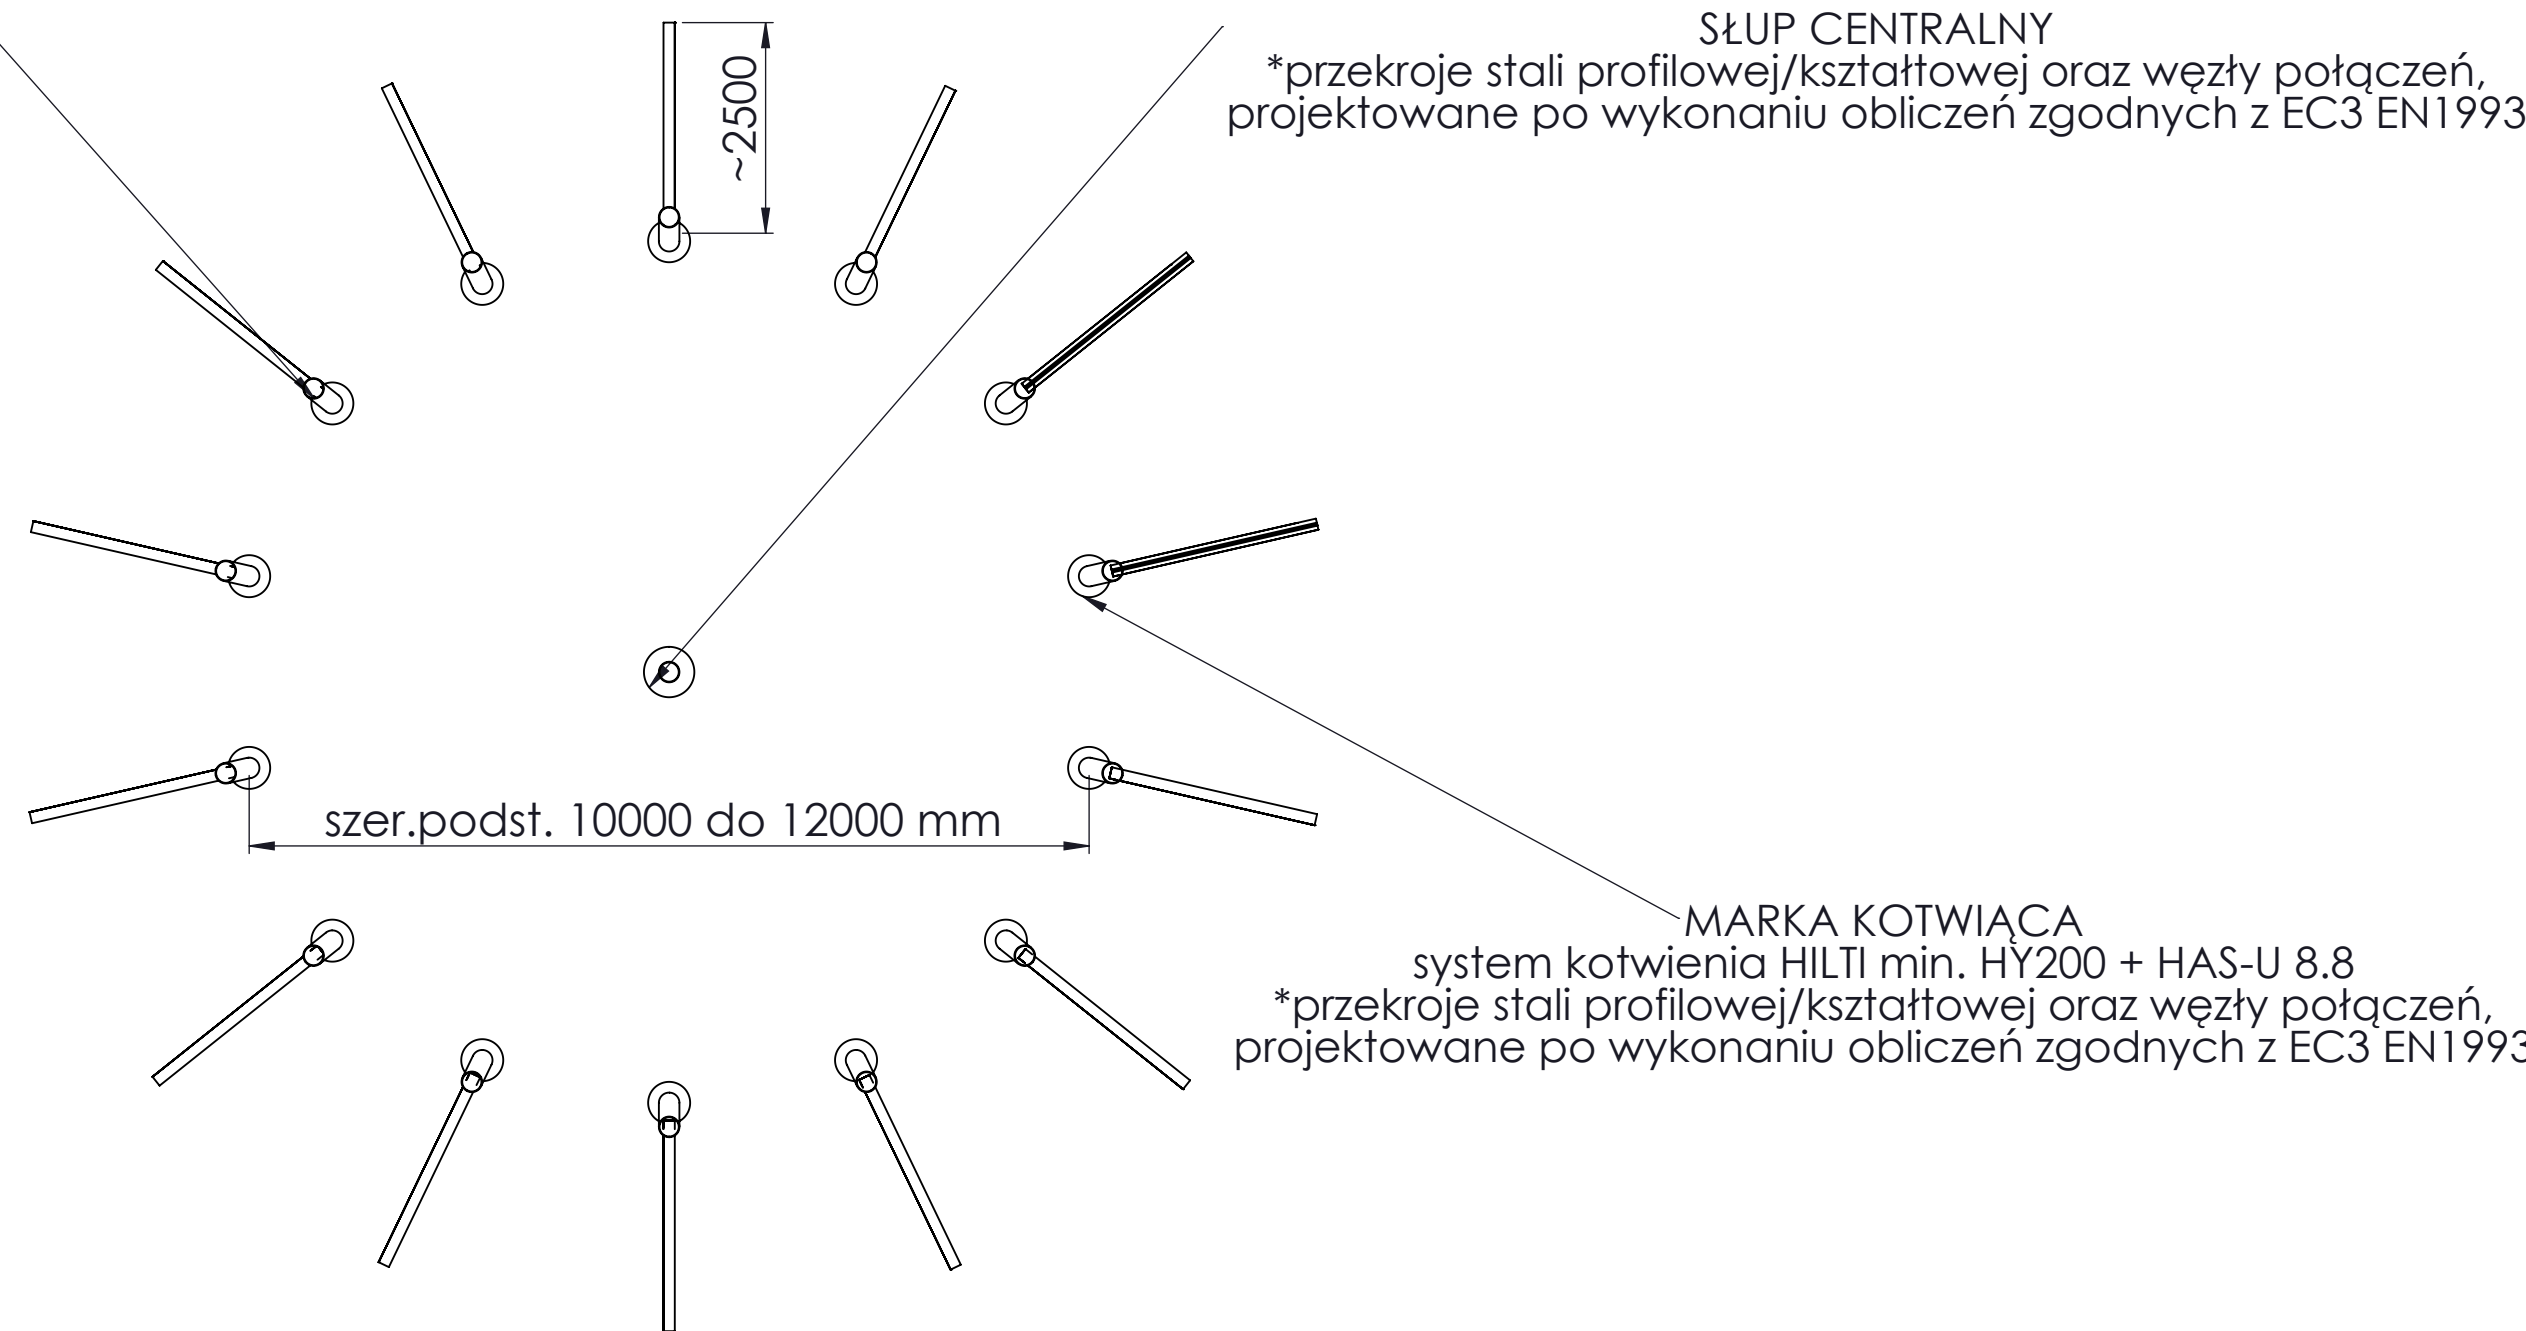 SŁUP CENTRALNY
*przekroje stali profilowej/kształtowej oraz węzły połączeń,
projektowane po wykonaniu obliczeń zgodnych z EC3 EN1993
~2500
szer.podst. 10000 do 12000 mm
MARKA KOTWIĄCA
system kotwienia HILTI min. HY200 + HAS-U 8.8
*przekroje stali profilowej/kształtowej oraz węzły połączeń,
projektowane po wykonaniu obliczeń zgodnych z EC3 EN1993